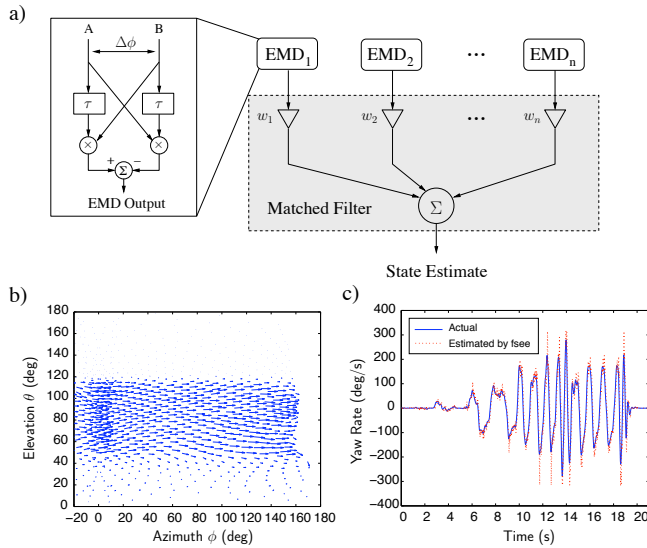 a)
A B
Δϕ
τ τ
× ×
+ −
Σ
EMD Output
EMD1 EMD2 ··· EMDn
w1 w2 ··· wn
Matched Filter
Σ
State Estimate
b)
Elevation θ (deg)
180
160
140
120
100
80
60
40
20
0
−20 0 20 40 60 80 100 120 140 160 180
Azimuth ϕ (deg)
c)
Yaw Rate (deg/s)
400
300
200
100
0
−100
−200
−300
−400
Actual
Estimated by fsee
0 2 4 6 8 10 12 14 16 18 20
Time (s)